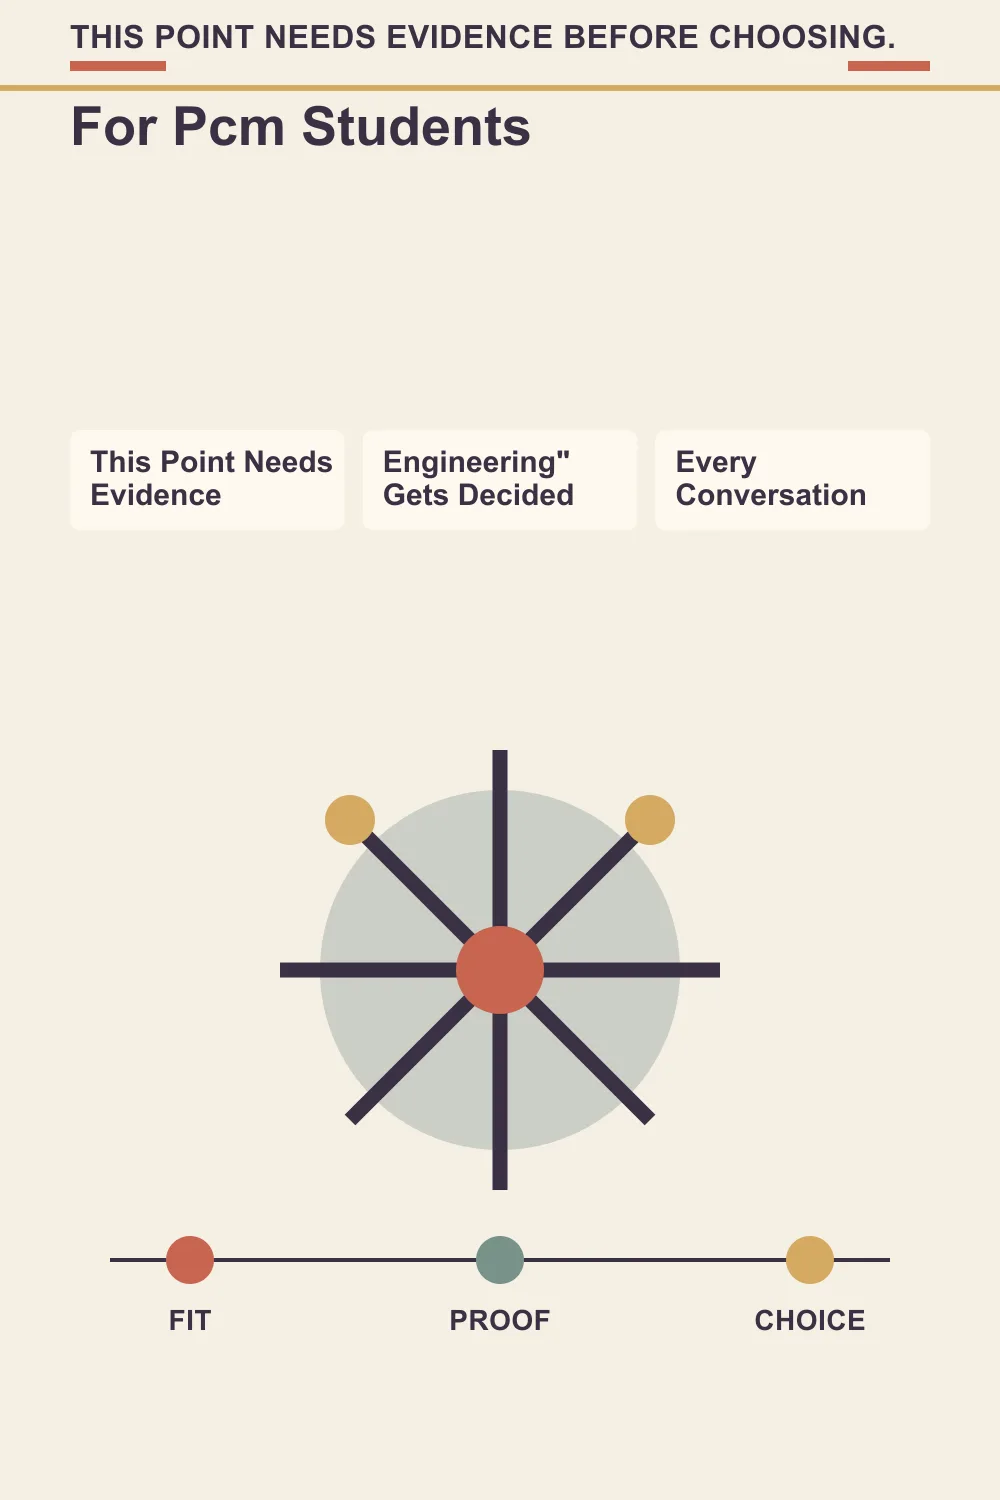 THIS POINT NEEDS EVIDENCE BEFORE CHOOSING.
For Pcm Students
This Point Needs
Evidence
Engineering"
Gets Decided
Every
Conversation
FIT
PROOF
CHOICE